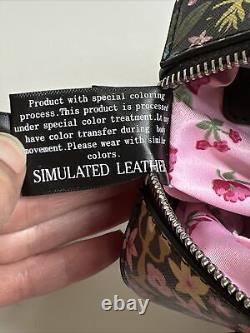 Product with special coloring
process.This product is processed
under special color treatment.It may
have color transfer during body
movement.Please wear with similar
colors.
SIMULATED LEATHER